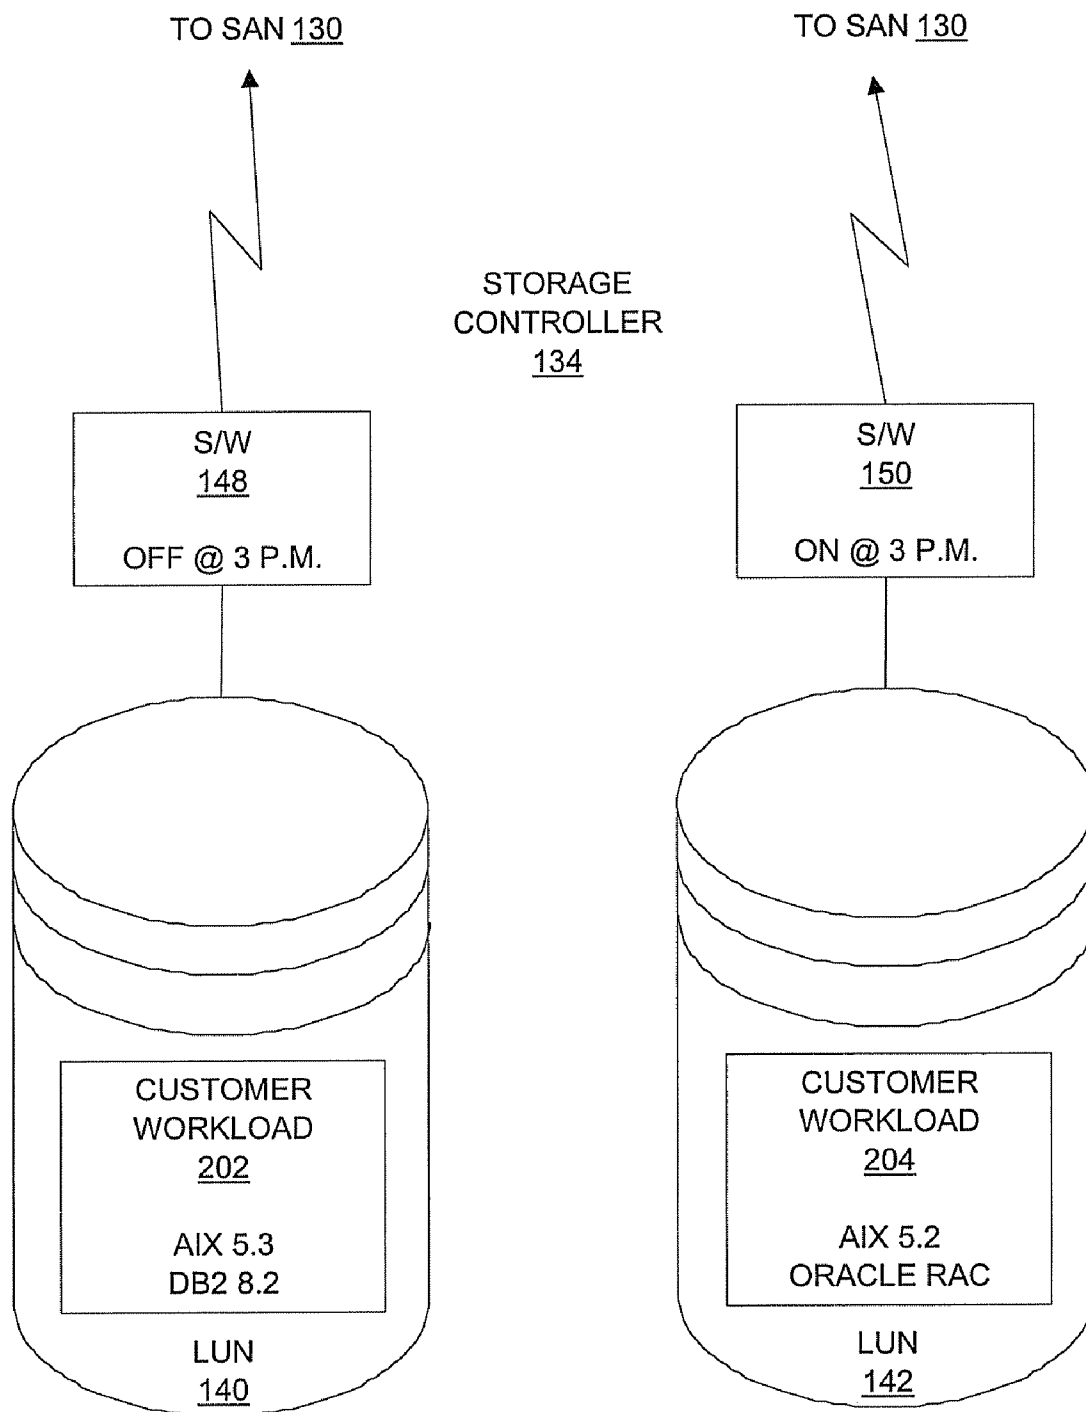 TO SAN 130
TO SAN 130
STORAGE
CONTROLLER
134
S/W
148
OFF @ 3 P.M.
S/W
150
ON @ 3 P.M.
CUSTOMER
WORKLOAD
202
AIX 5.3
DB2 8.2
LUN
140
CUSTOMER
WORKLOAD
204
AIX 5.2
ORACLE RAC
LUN
142